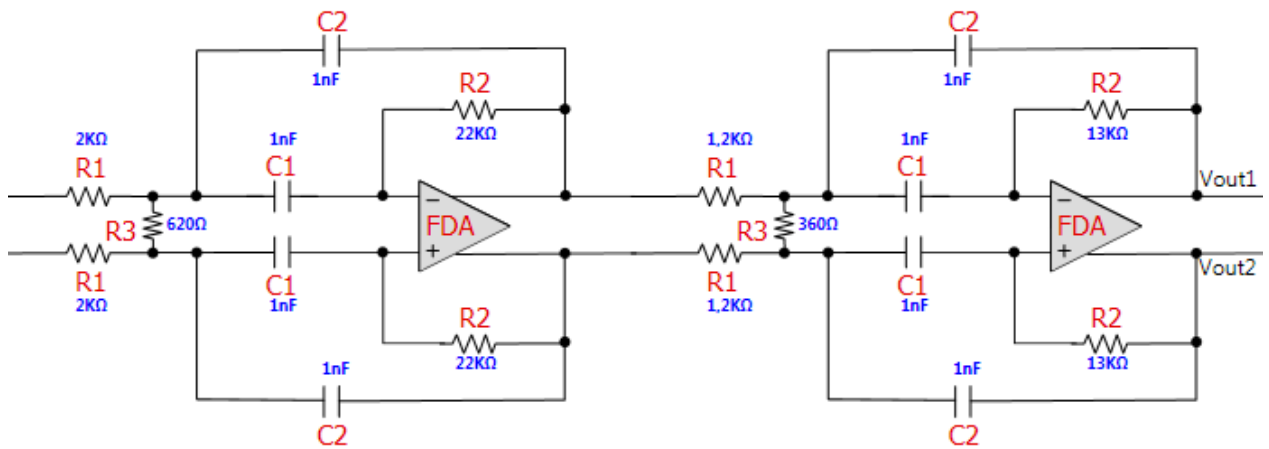 C2
C2
1nF
1nF
R2
R2
2KΩ
1nF
22KΩ
1,2KΩ
1nF
13KΩ
R1
C1
R1
C1
Vout1
R3
620Ω
FDA
R3
360Ω
FDA
R1
C1
R1
C1
Vout2
2KΩ
1nF
R2
1,2KΩ
1nF
R2
1nF
22KΩ
1nF
13KΩ
C2
C2